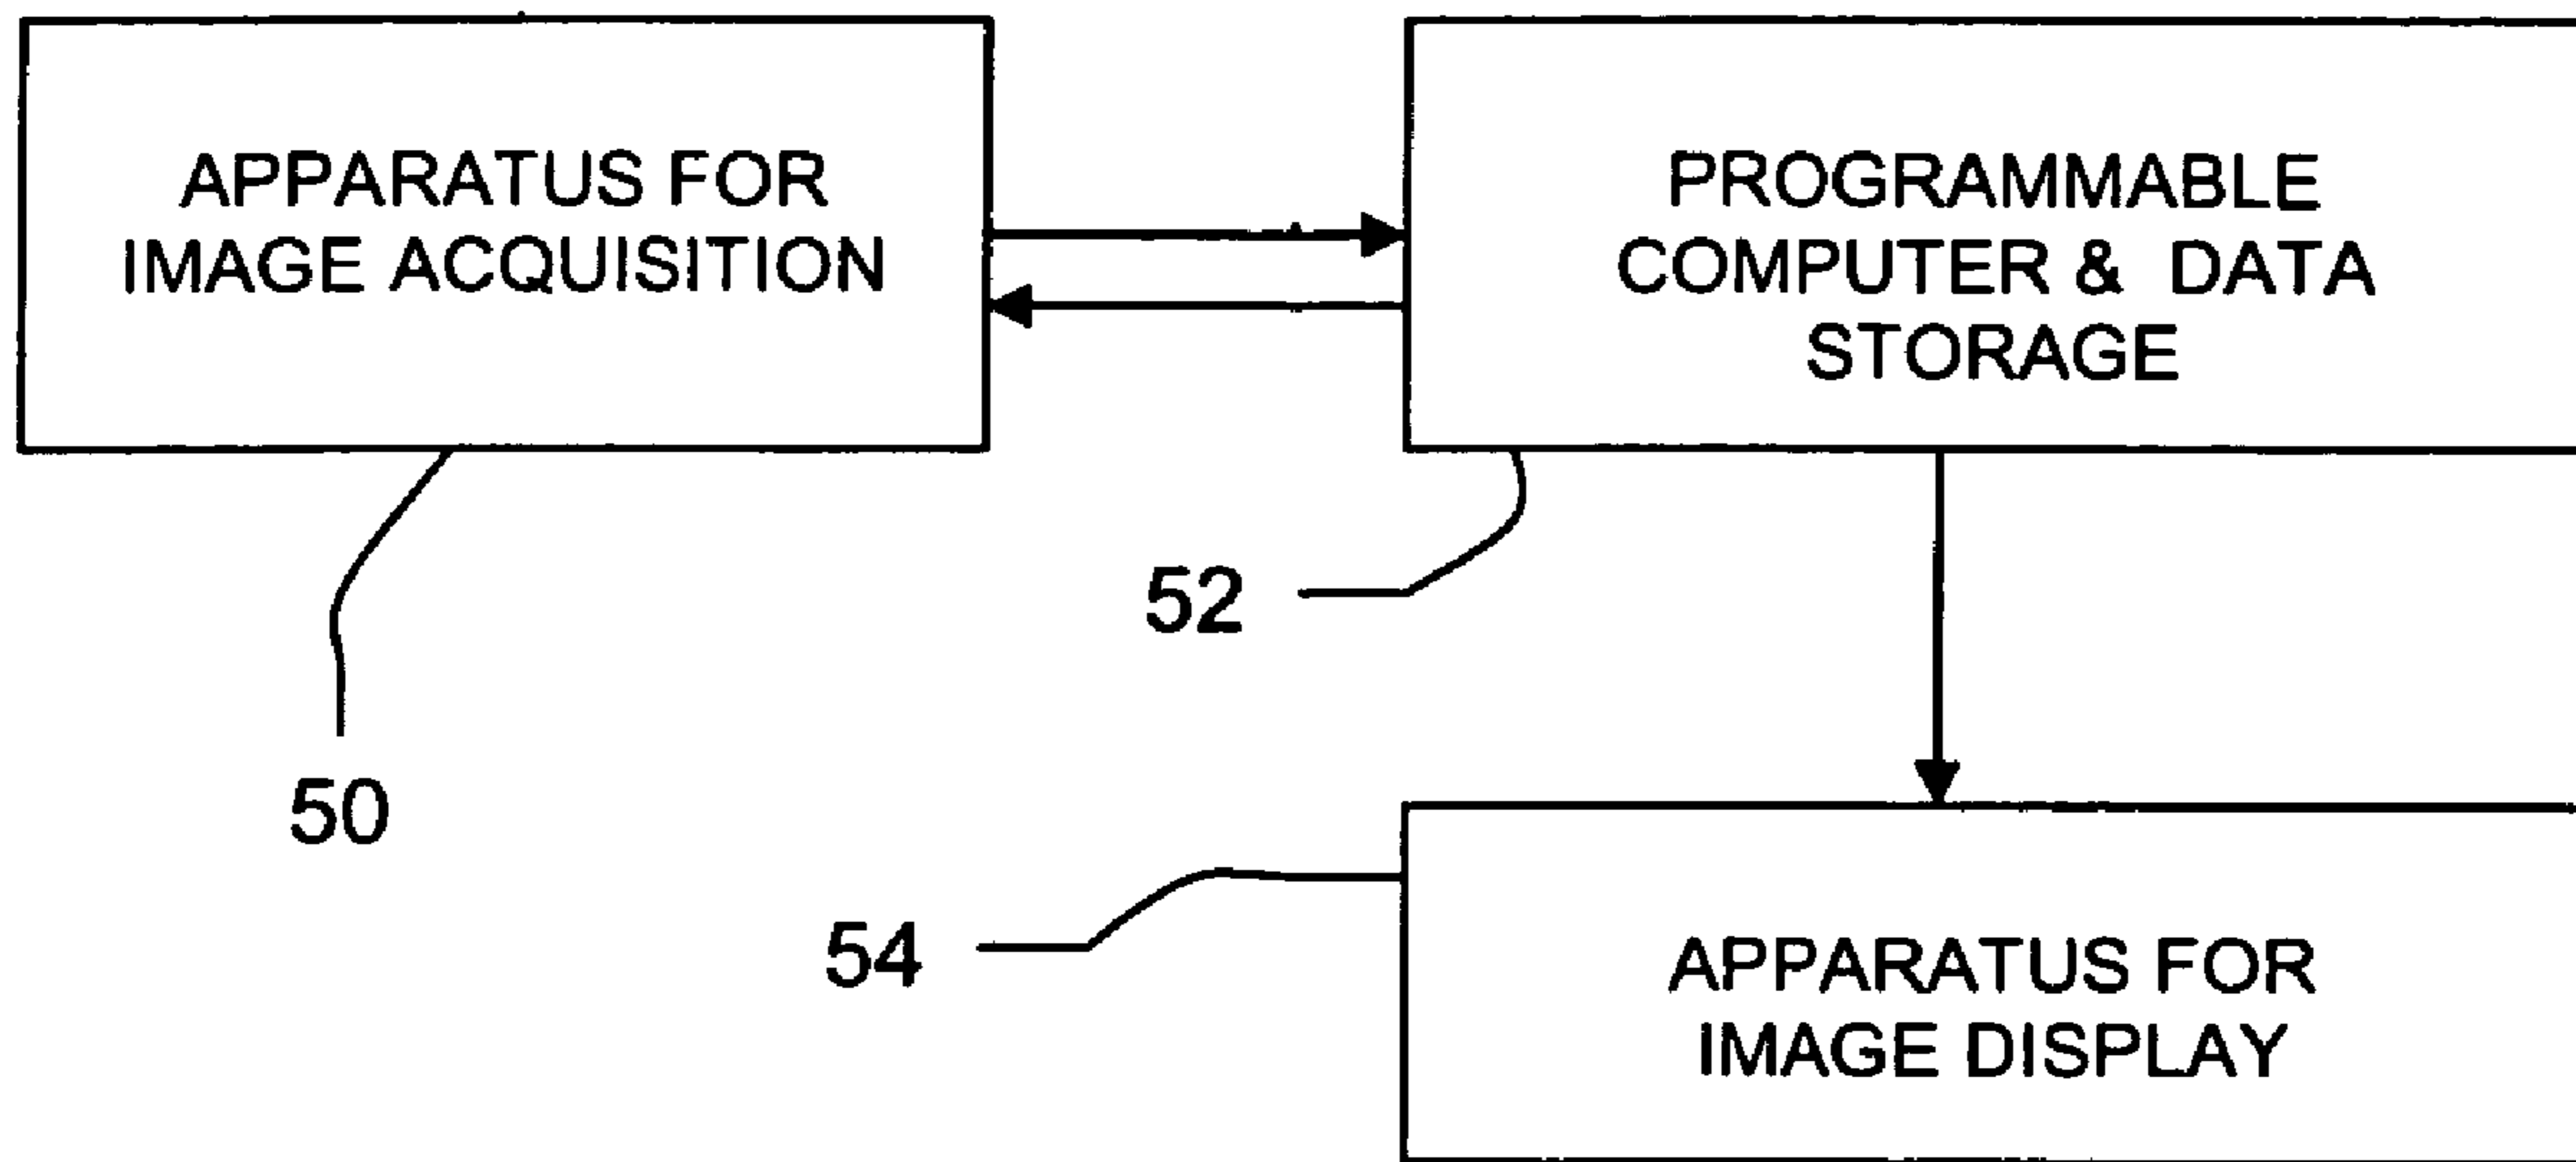 APPARATUS FOR
IMAGE ACQUISITION
PROGRAMMABLE
COMPUTER & DATA
STORAGE
52
50
54
APPARATUS FOR
IMAGE DISPLAY